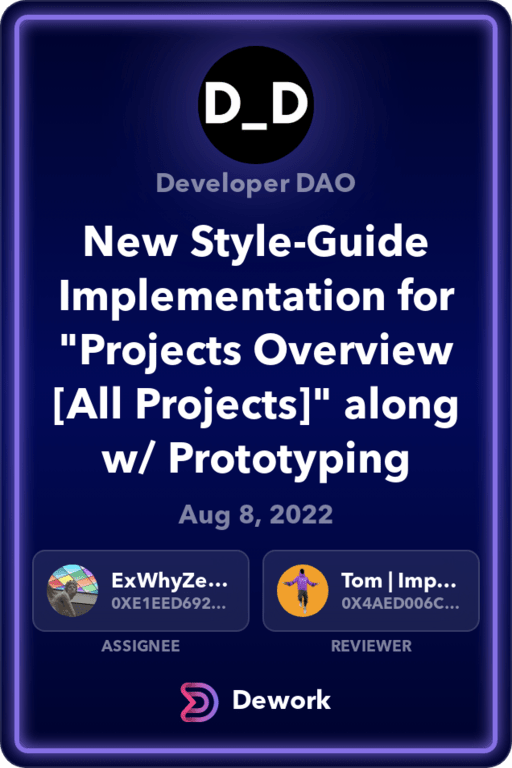 D_D
Developer DAO
New Style-Guide
Implementation for
"Projects Overview
[All Projects]" along
w/ Prototyping
Aug 8, 2022
ExWhyZe...
0XE1EED692...
ASSIGNEE
Tom | Imp...
0X4AED006C...
REVIEWER
Dework